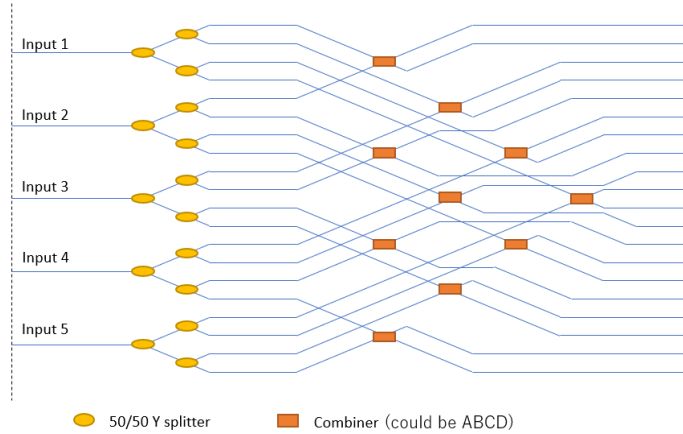 Input 1
Input 2
Input 3
Input 4
Input 5
50/50 Y splitter
Combiner (could be ABCD)